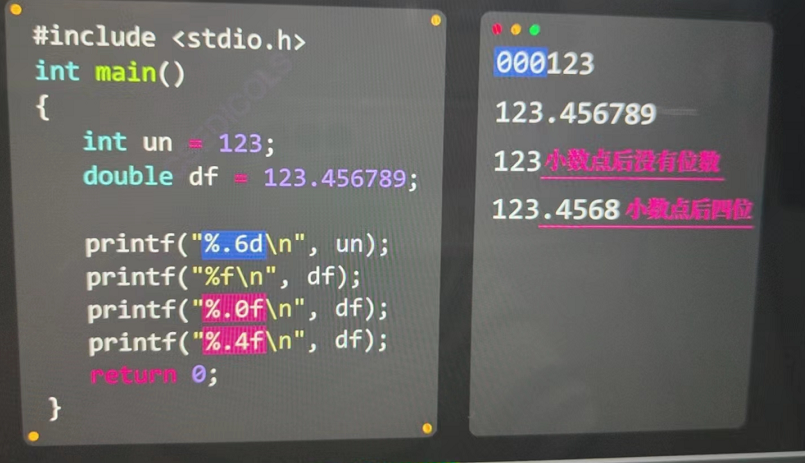 #include <stdio.h>
int main()
{
int un = 123;
double df = 123.456789;
printf("%.6d\n", un);
printf("%f\n", df);
printf("%.0f\n", df);
printf("%.4f\n", df);
return 0;
}
000123
123.456789
123 小数点后没有位数
123.4568 小数点后四位